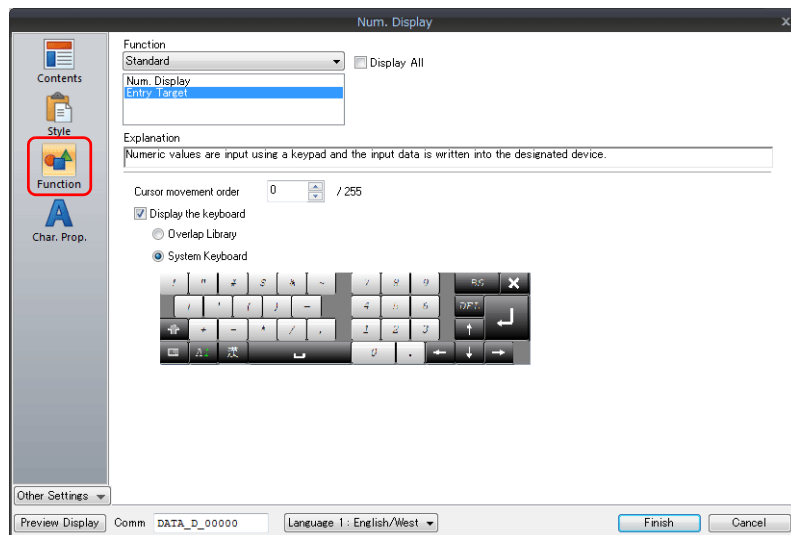 Num. Display
Contents
Style
Function
Char. Prop.
Other Settings
Function
Standard
Display All
Num. Display
Entry Target
Explanation
Numeric values are input using a keypad and the input data is written into the designated device.
Cursor movement order 0 / 255
Display the keyboard
Overlap Library
System Keyboard
! " # $ % ~ 7 8 9 BS
' ( ) = 4 5 6 DEL
+ - * / , 1 2 3
漢 0 .
Preview Display Comm DATA_D_00000 Language 1 : English/West Finish Cancel